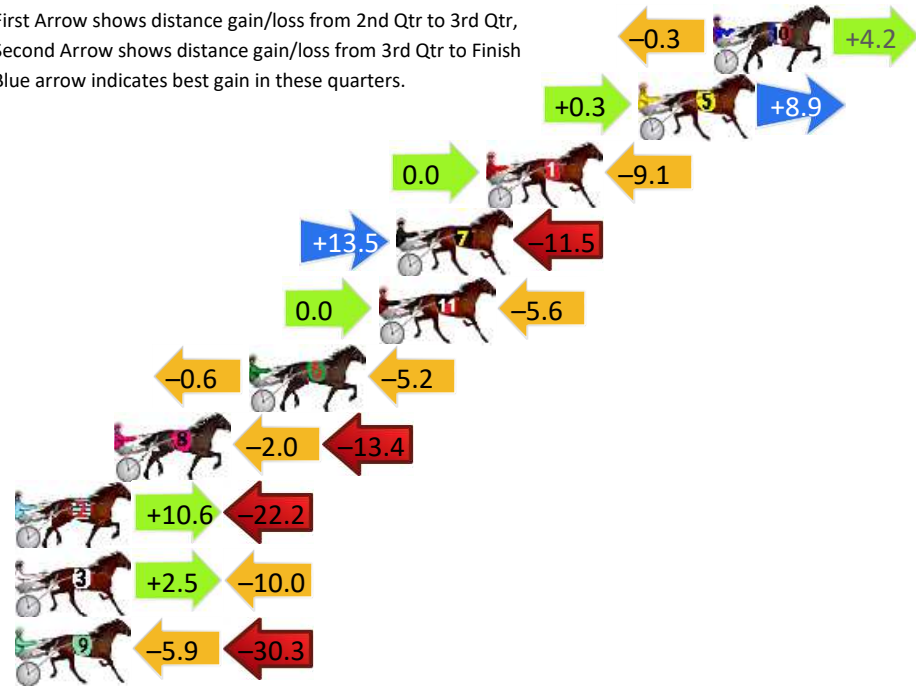 First Arrow shows distance gain/loss from 2nd Qtr to 3rd Qtr,
Second Arrow shows distance gain/loss from 3rd Qtr to Finish
Blue arrow indicates best gain in these quarters.
–0.3 10 +4.2
+0.3 5 +8.9
0.0 1 –9.1
+13.5 7 –11.5
0.0 11 –5.6
–0.6 –5.2
8 –2.0 –13.4
2 +10.6 –22.2
3 +2.5 –10.0
9 –5.9 –30.3